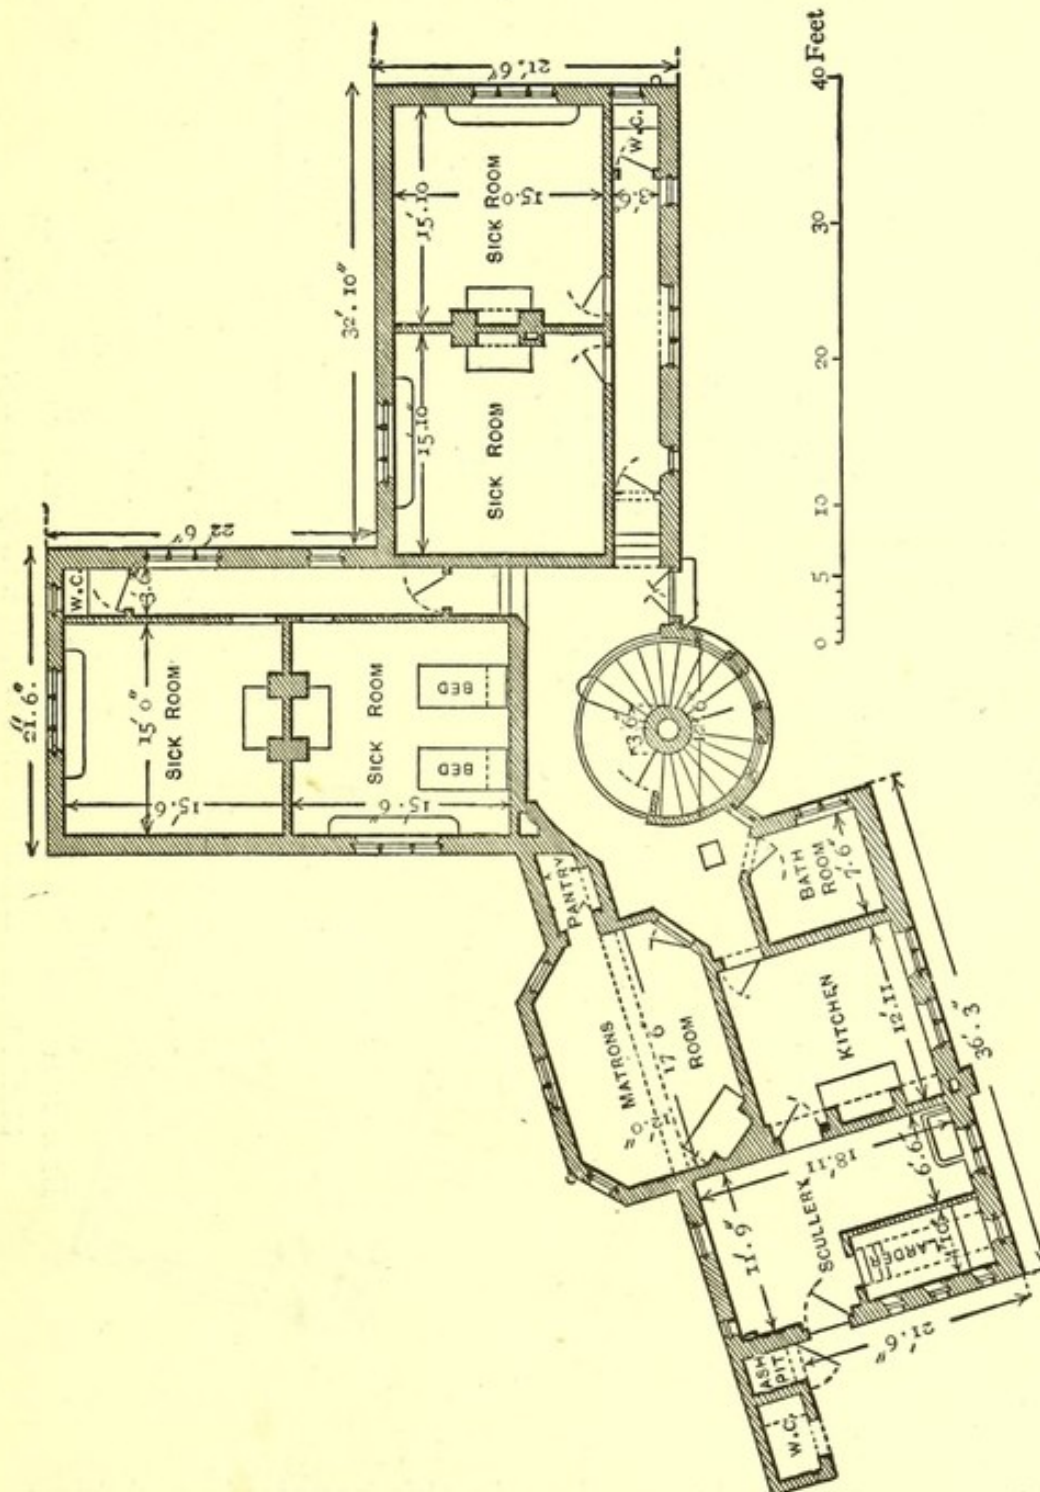 21'.6"
32'.10"
22'.6"
21'.6"
W.C.
3.6
15'0"
SICK ROOM
15'.6"
SICK ROOM
15'.6"
BED
BED
15'.10
SICK ROOM
15.0
15'.10
SICK ROOM
3'.6"
W.C.
PANTRY
MATRONS
ROOM
17 6
BATH
ROOM
7'.6"
KITCHEN
12'.11
36'.3"
SCULLERY
18'.11"
11'.9"
6'.6"
LARDER
21'.6"
ASH
PIT
W.C.
0 5 10 20 30 40 Feet